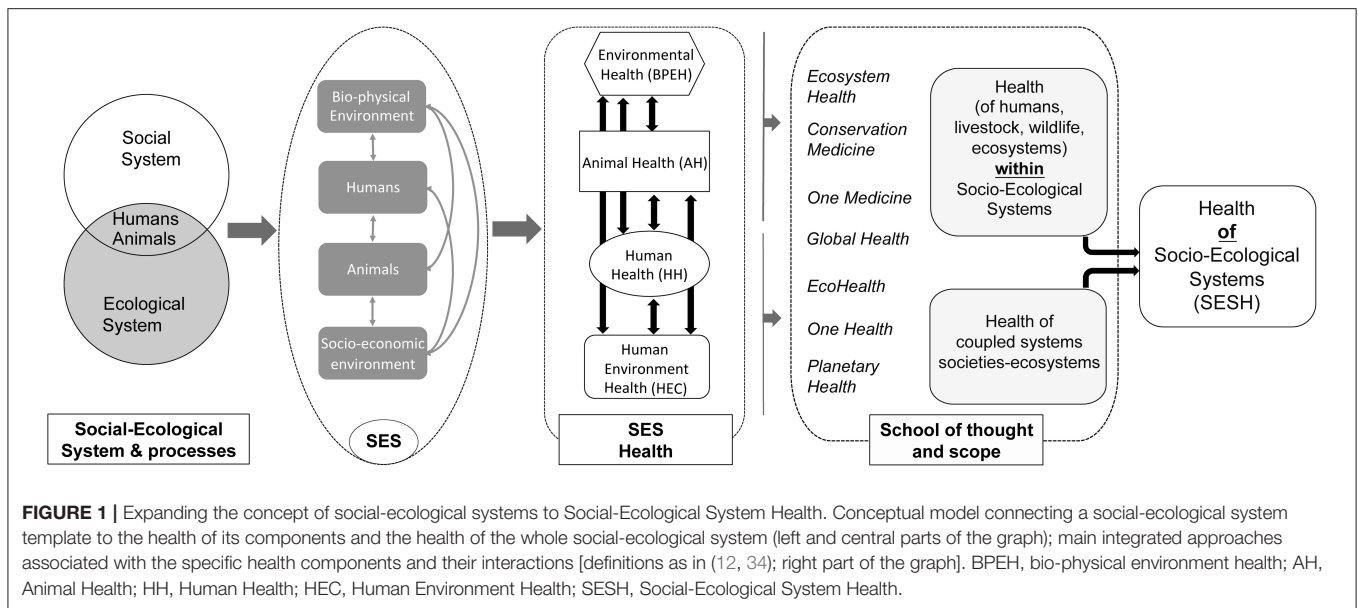 Social
System
Humans
Animals
Ecological
System
Social-Ecological
System & processes
Bio-physical
Environment
Humans
Animals
Socio-economic
environment
SES
Environmental
Health (BPEH)
Animal Health (AH)
Human
Health (HH)
Human
Environment
Health (HEC)
SES
Health
Ecosystem
Health
Conservation
Medicine
One Medicine
Global Health
EcoHealth
One Health
Planetary
Health
Health
(of humans,
livestock, wildlife,
ecosystems)
within
Socio-Ecological
Systems
Health of
coupled systems
societies-ecosystems
School of thought
and scope
Health
of
Socio-Ecological
Systems
(SESH)
FIGURE 1 | Expanding the concept of social-ecological systems to Social-Ecological System Health. Conceptual model connecting a social-ecological system
template to the health of its components and the health of the whole social-ecological system (left and central parts of the graph); main integrated approaches
associated with the specific health components and their interactions [definitions as in (12, 34); right part of the graph]. BPEH, bio-physical environment health; AH,
Animal Health; HH, Human Health; HEC, Human Environment Health; SESH, Social-Ecological System Health.